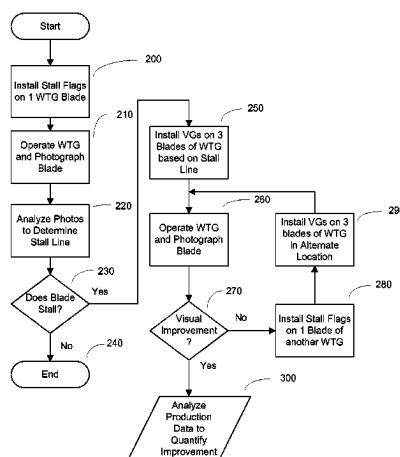 Start
200
Install Stall Flags
on 1 WTG Blade
210
Operate WTG
and Photograph
Blade
220
Analyze Photos
to Determine
Stall Line
230
Does Blade
Stall?
Yes
No
240
End
250
Install VGs on 3
Blades of WTG
based on Stall
Line
260
Operate WTG
and Photograph
Blade
270
Visual
Improvement
?
No
Yes
280
Install Stall Flags
on 1 Blade of
another WTG
29
Install VGs on 3
blades of WTG
in Alternate
Location
300
Analyze
Production
Data to
Quantify
Improvement